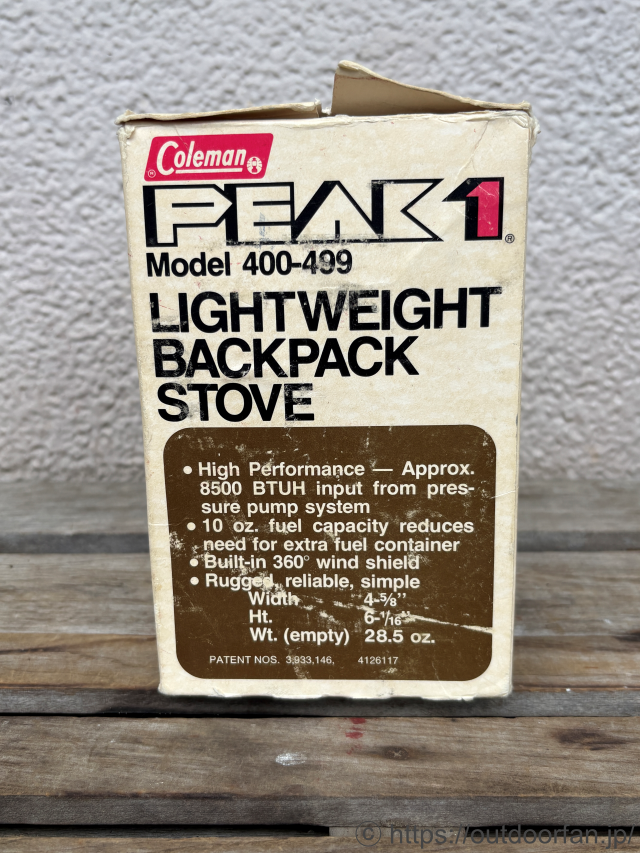 Coleman
®
PEAK 1®
Model 400-499
LIGHTWEIGHT
BACKPACK
STOVE
• High Performance — Approx.
8500 BTUH input from pres-
sure pump system
• 10 oz. fuel capacity reduces
need for extra fuel container
• Built-in 360° wind shield
• Rugged, reliable, simple
Width 4-5/8"
Ht. 6-1/16"
Wt. (empty) 28.5 oz.
PATENT NOS. 3,933,146, 4126117
© https://outdoorfan.jp/